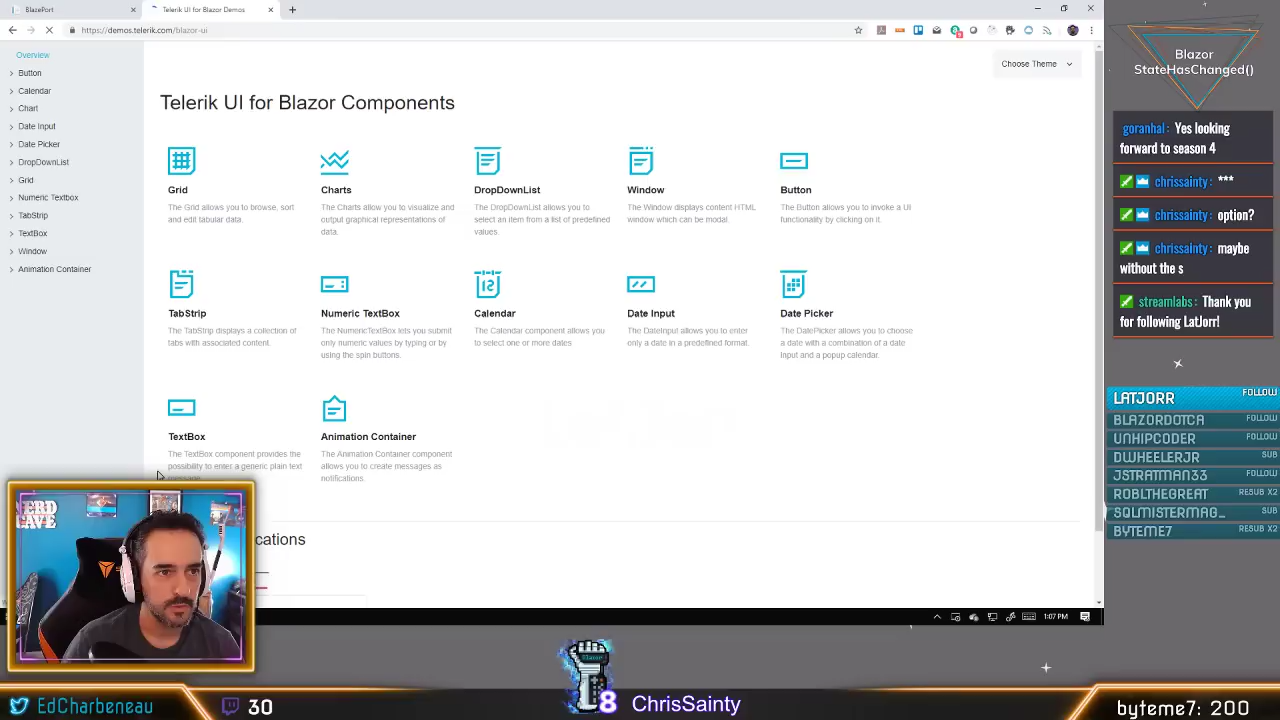 BlazePort
Telerik UI for Blazor Demos
https://demos.telerik.com/blazor-ui
Overview
Button
Calendar
Chart
Date Input
Date Picker
DropDownList
Grid
Numeric Textbox
TabStrip
TextBox
Window
Animation Container
Choose Theme
Telerik UI for Blazor Components
Grid
The Grid allows you to browse, sort
and edit tabular data.
Charts
The Charts allow you to visualize and
output graphical representations of
data.
DropDownList
The DropDownList allows you to
select an item from a list of predefined
values.
Window
The Window displays content HTML
window which can be modal.
Button
The Button allows you to invoke a UI
functionality by clicking on it.
TabStrip
The TabStrip displays a collection of
tabs with associated content.
Numeric TextBox
The NumericTextBox lets you submit
only numeric values by typing or by
using the spin buttons.
Calendar
The Calendar component allows you
to select one or more dates.
Date Input
The DateInput allows you to enter
only a date in a predefined format.
Date Picker
The DatePicker allows you to choose
a date with a combination of a date
input and a popup calendar.
TextBox
The TextBox component provides the
possibility to enter a generic plain text
message.
Animation Container
The Animation Container component
allows you to create messages as
notifications.
cations
1:07 PM
Blazor
StateHasChanged()
goranhal: Yes looking
forward to season 4
chrissainty: ***
chrissainty: option?
chrissainty: maybe
without the s
streamlabs: Thank you
for following LatJorr!
LATJORR FOLLOW
BLAZORDOTCA FOLLOW
UNHIPCODER FOLLOW
DWHEELERJR SUB
JSTRATMAN33 FOLLOW
ROBLTHEGREAT RESUB X2
SQLMISTERMAG_ SUB
BYTEME7 RESUB X2
EdCharbeneau
30
Blazor
8 ChrisSainty
byteme7: 200